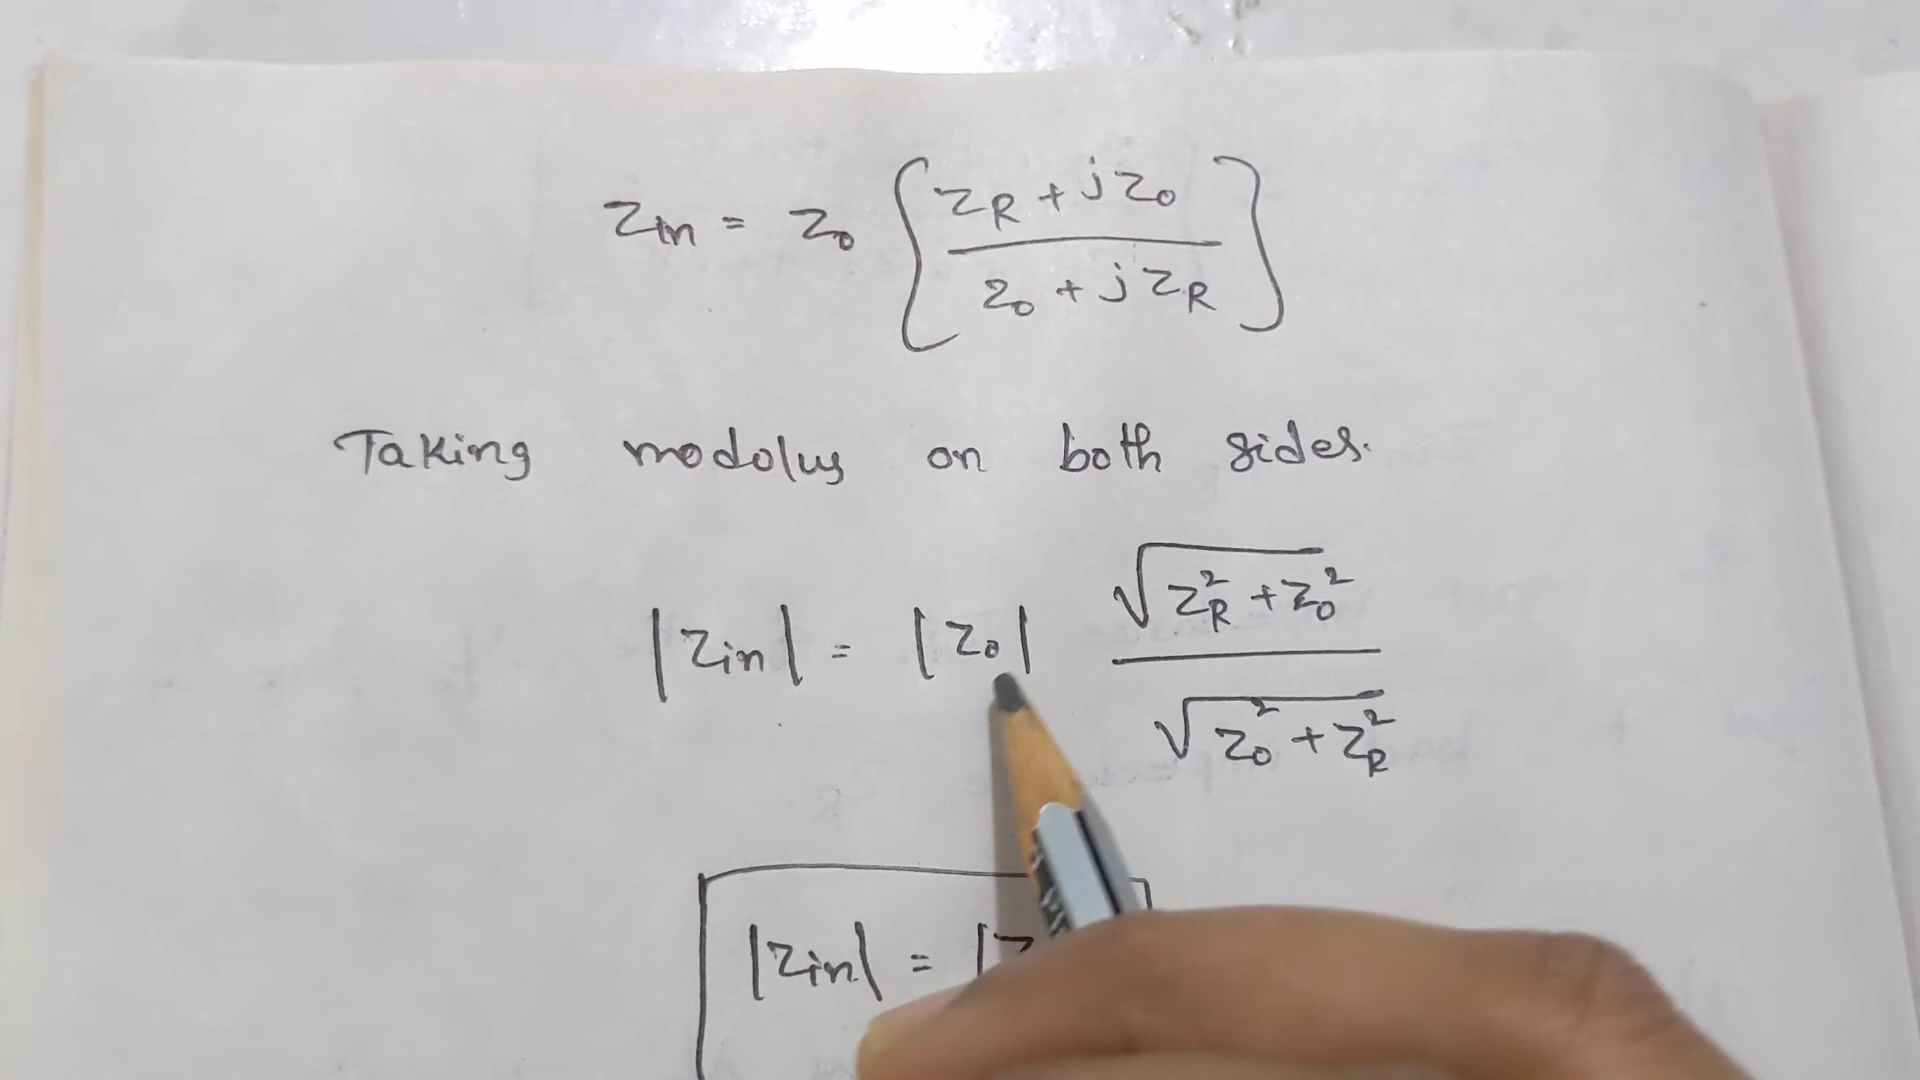 Zin = Z0 [ (ZR + jZ0) / (Z0 + jZR) ]
Taking modolus on both sides.
|Zin| = |Z0| √(ZR² + Z0²) / √(Z0² + ZR²)
|Zin| = |Z